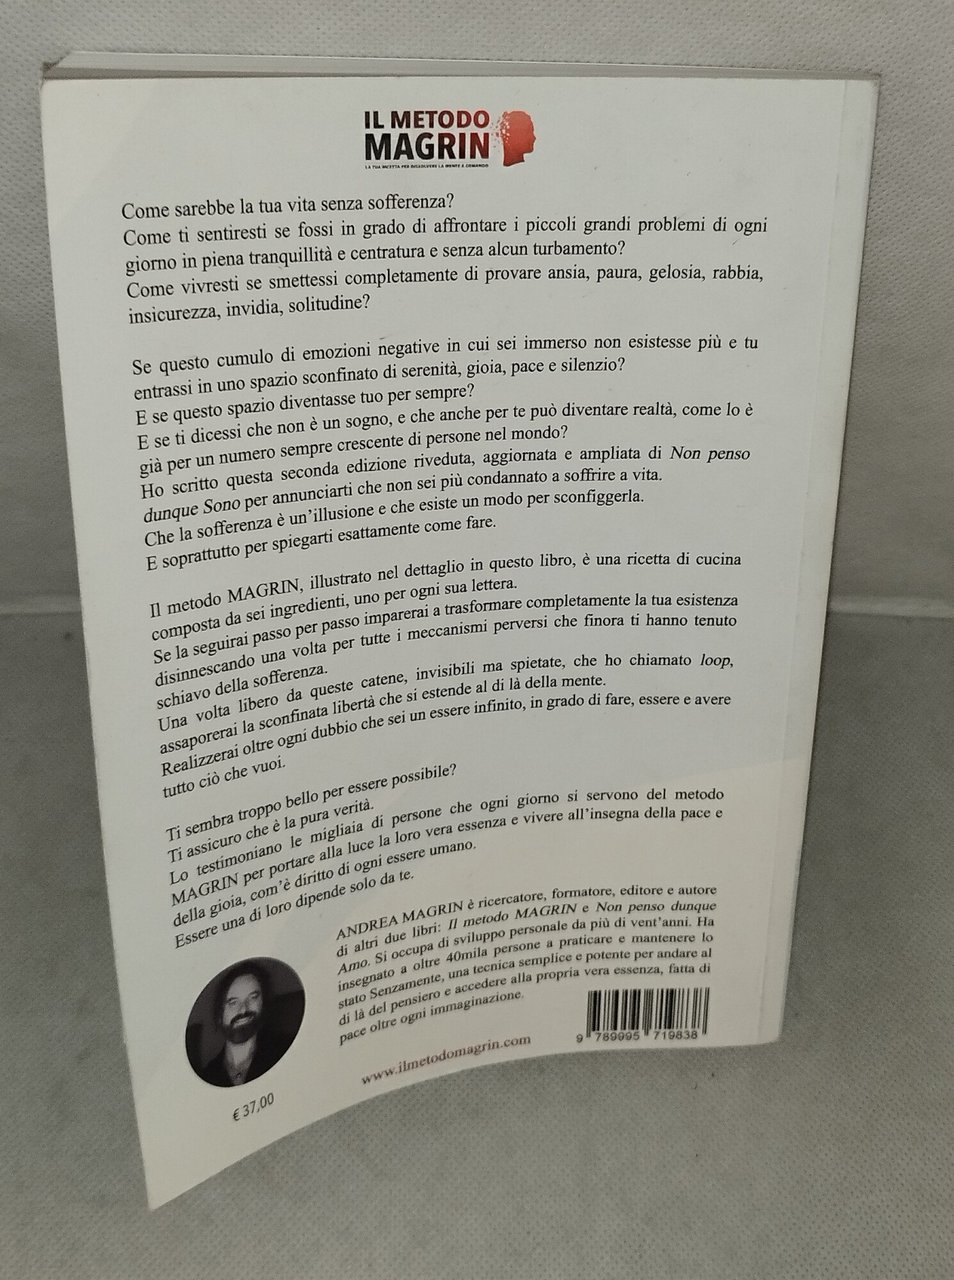 IL METODO
MAGRIN
LA TUA RICETTA PER DISSOLVERE LA MENTE A COMANDO
Come sarebbe la tua vita senza sofferenza?
Come ti sentiresti se fossi in grado di affrontare i piccoli grandi problemi di ogni
giorno in piena tranquillità e centratura e senza alcun turbamento?
Come vivresti se smettessi completamente di provare ansia, paura, gelosia, rabbia,
insicurezza, invidia, solitudine?
Se questo cumulo di emozioni negative in cui sei immerso non esistesse più e tu
entrassi in uno spazio sconfinato di serenità, gioia, pace e silenzio?
E se questo spazio diventasse tuo per sempre?
E se ti dicessi che non è un sogno, e che anche per te può diventare realtà, come lo è
già per un numero sempre crescente di persone nel mondo?
Ho scritto questa seconda edizione riveduta, aggiornata e ampliata di Non penso
dunque Sono per annunciarti che non sei più condannato a soffrire a vita.
Che la sofferenza è un'illusione e che esiste un modo per sconfiggerla.
E soprattutto per spiegarti esattamente come fare.
Il metodo MAGRIN, illustrato nel dettaglio in questo libro, è una ricetta di cucina
composta da sei ingredienti, uno per ogni sua lettera.
Se la seguirai passo per passo imparerai a trasformare completamente la tua esistenza
disinnescando una volta per tutte i meccanismi perversi che finora ti hanno tenuto
schiavo della sofferenza.
Una volta libero da queste catene, invisibili ma spietate, che ho chiamato loop,
assaporerai la sconfinata libertà che si estende al di là della mente.
Realizzerai oltre ogni dubbio che sei un essere infinito, in grado di fare, essere e avere
tutto ciò che vuoi.
Ti sembra troppo bello per essere possibile?
Ti assicuro che è la pura verità.
Lo testimoniano le migliaia di persone che ogni giorno si servono del metodo
MAGRIN per portare alla luce la loro vera essenza e vivere all'insegna della pace e
della gioia, com'è diritto di ogni essere umano.
Essere una di loro dipende solo da te.
ANDREA MAGRIN è ricercatore, formatore, editore e autore
di altri due libri: Il metodo MAGRIN e Non penso dunque
Amo. Si occupa di sviluppo personale da più di vent'anni. Ha
insegnato a oltre 40mila persone a praticare e mantenere lo
stato Senzamente, una tecnica semplice e potente per andare al
di là del pensiero e accedere alla propria vera essenza, fatta di
pace oltre ogni immaginazione.
www.ilmetodomagrin.com
9 789995 719838
€ 37,00